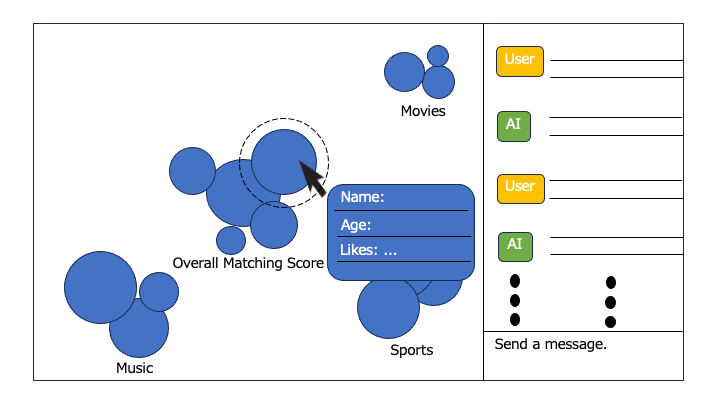 Movies
Overall Matching Score
Name:
Age:
Likes: ...
Music
Sports
User
AI
User
AI
Send a message.